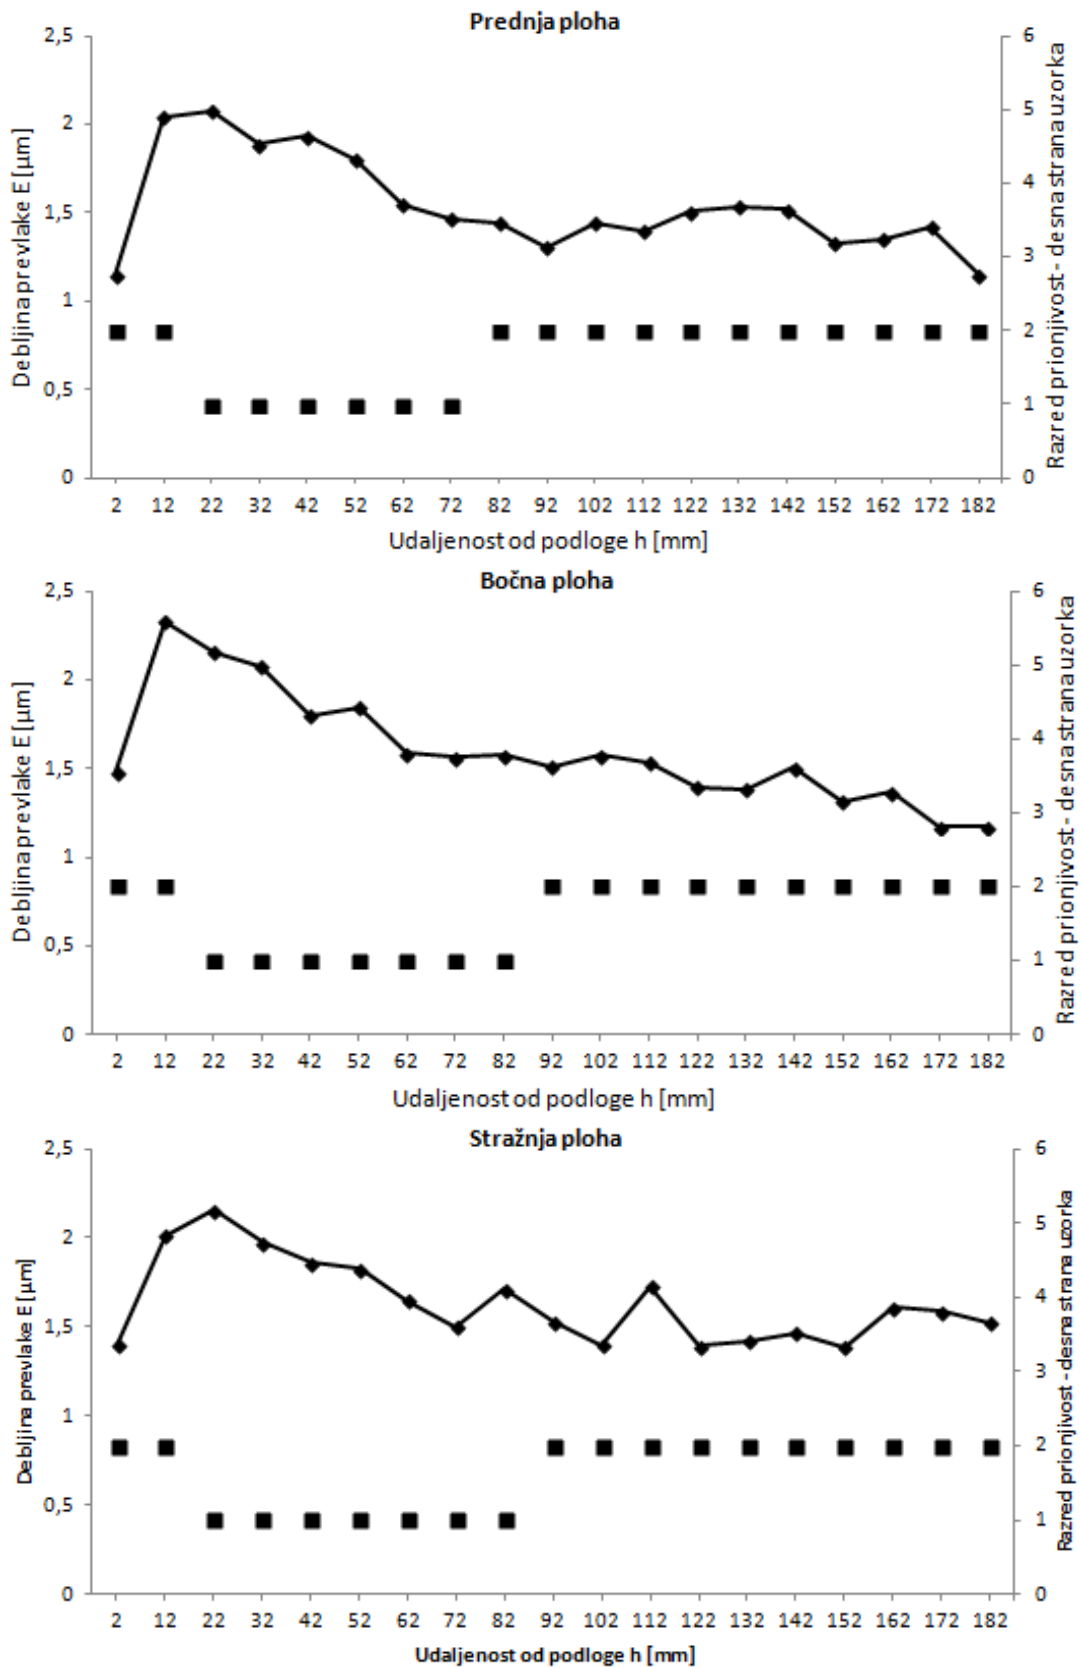 Prednja ploha
2,5
2
1,5
1
0,5
0
Debljina prevlake E [µm]
6
5
4
3
2
1
0
Razred prionjivost - desna strana uzorka
2 12 22 32 42 52 62 72 82 92 102 112 122 132 142 152 162 172 182
Udaljenost od podloge h [mm]
Bočna ploha
2,5
2
1,5
1
0,5
0
Debljina prevlake E [µm]
6
5
4
3
2
1
0
Razred prionjivost - desna strana uzorka
2 12 22 32 42 52 62 72 82 92 102 112 122 132 142 152 162 172 182
Udaljenost od podloge h [mm]
Stražnja ploha
2,5
2
1,5
1
0,5
0
Debljina prevlake E [µm]
6
5
4
3
2
1
0
Razred prionjivost - desna strana uzorka
2 12 22 32 42 52 62 72 82 92 102 112 122 132 142 152 162 172 182
Udaljenost od podloge h [mm]